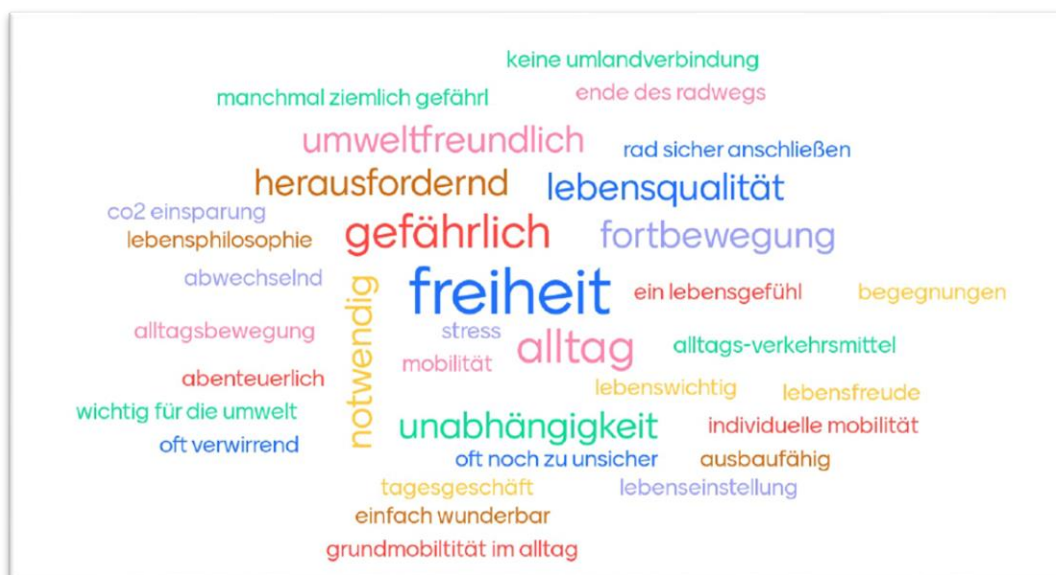 keine umlandverbindung
manchmal ziemlich gefährl
ende des radwegs
umweltfreundlich
rad sicher anschließen
herausfordernd
lebensqualität
co2 einsparung
lebensphilosophie
gefährlich
fortbewegung
abwechselnd
freiheit
ein lebensgefühl
begegnungen
notwendig
alltagsbewegung
stress
alltag
alltags-verkehrsmittel
mobilität
abenteuerlich
lebenswichtig
lebensfreude
wichtig für die umwelt
unabhängigkeit
individuelle mobilität
oft verwirrend
oft noch zu unsicher
ausbaufähig
tagesgeschäft
lebenseinstellung
einfach wunderbar
grundmobiltität im alltag